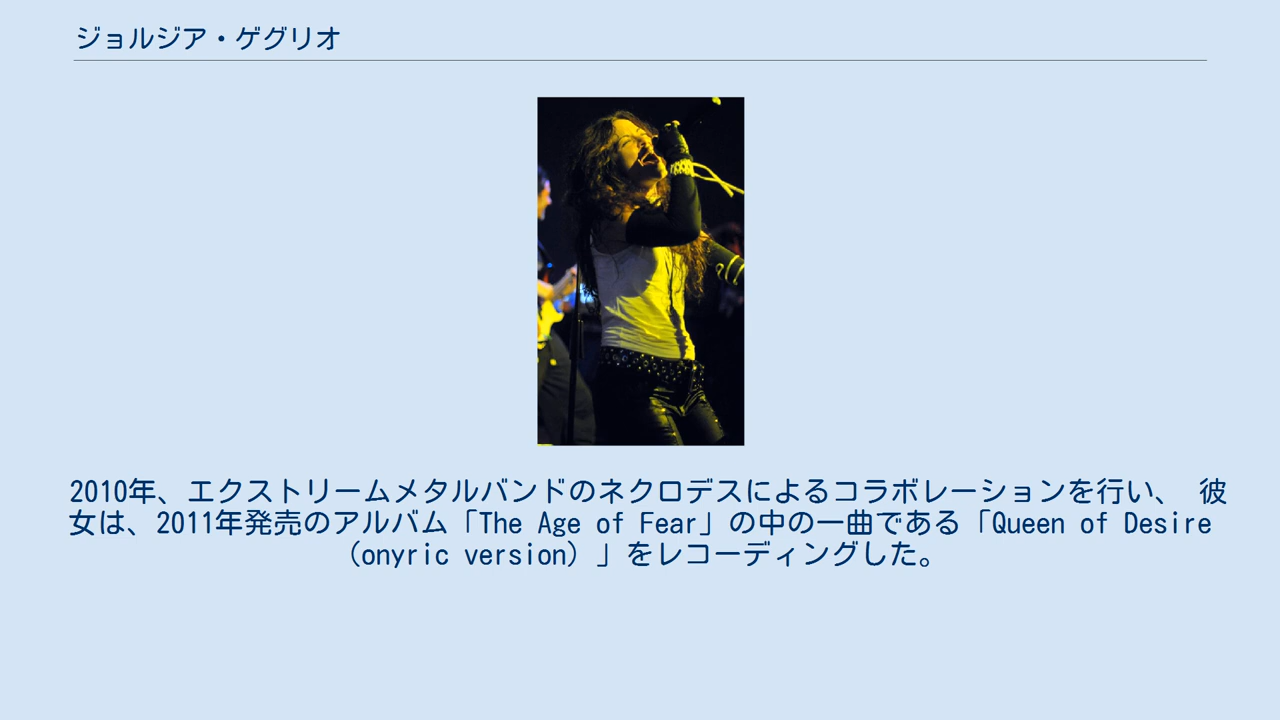 ジョルジア・ゲグリオ
2010年、エクストリームメタルバンドのネクロデスによるコラボレーションを行い、 彼
女は、2011年発売のアルバム「The Age of Fear」の中の一曲である「Queen of Desire
（onyric version）」をレコーディングした。